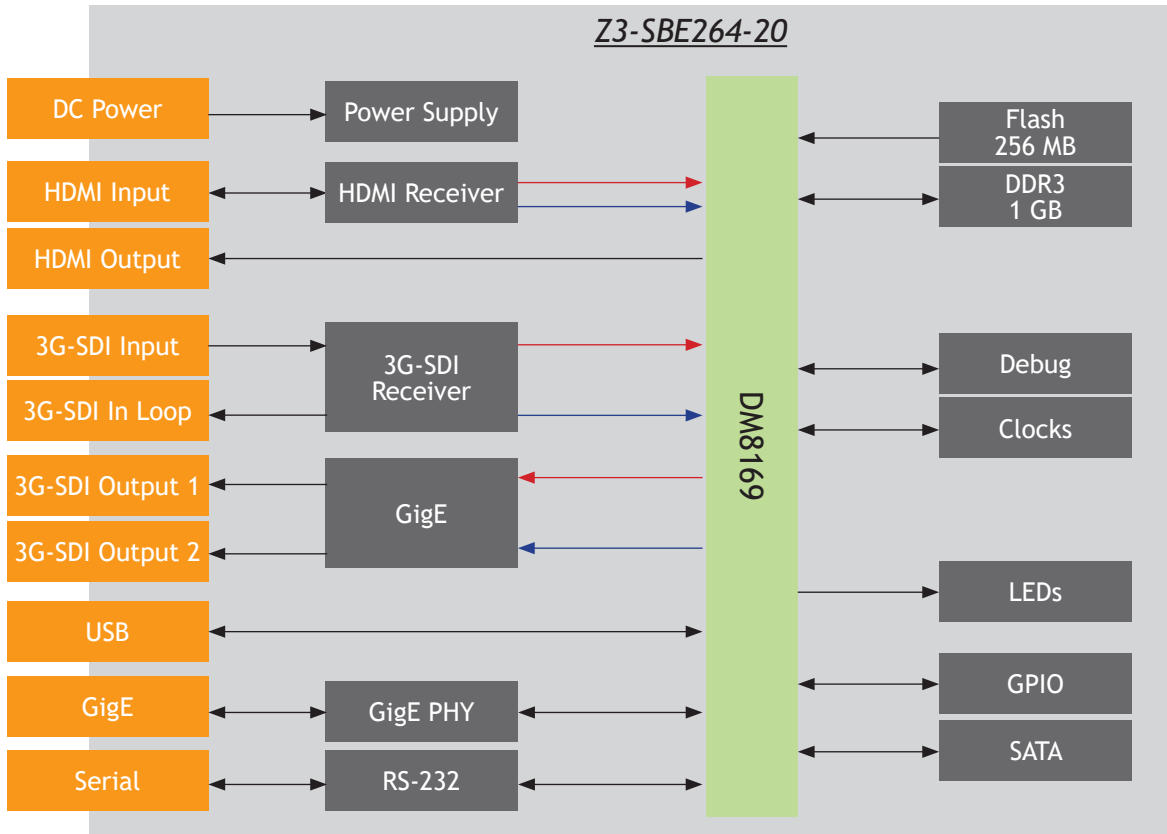 Z3-SBE264-20
DC Power
Power Supply
HDMI Input
HDMI Receiver
HDMI Output
3G-SDI Input
3G-SDI
Receiver
3G-SDI In Loop
3G-SDI Output 1
GigE
3G-SDI Output 2
USB
GigE
GigE PHY
Serial
RS-232
DM8169
Flash
256 MB
DDR3
1 GB
Debug
Clocks
LEDs
GPIO
SATA